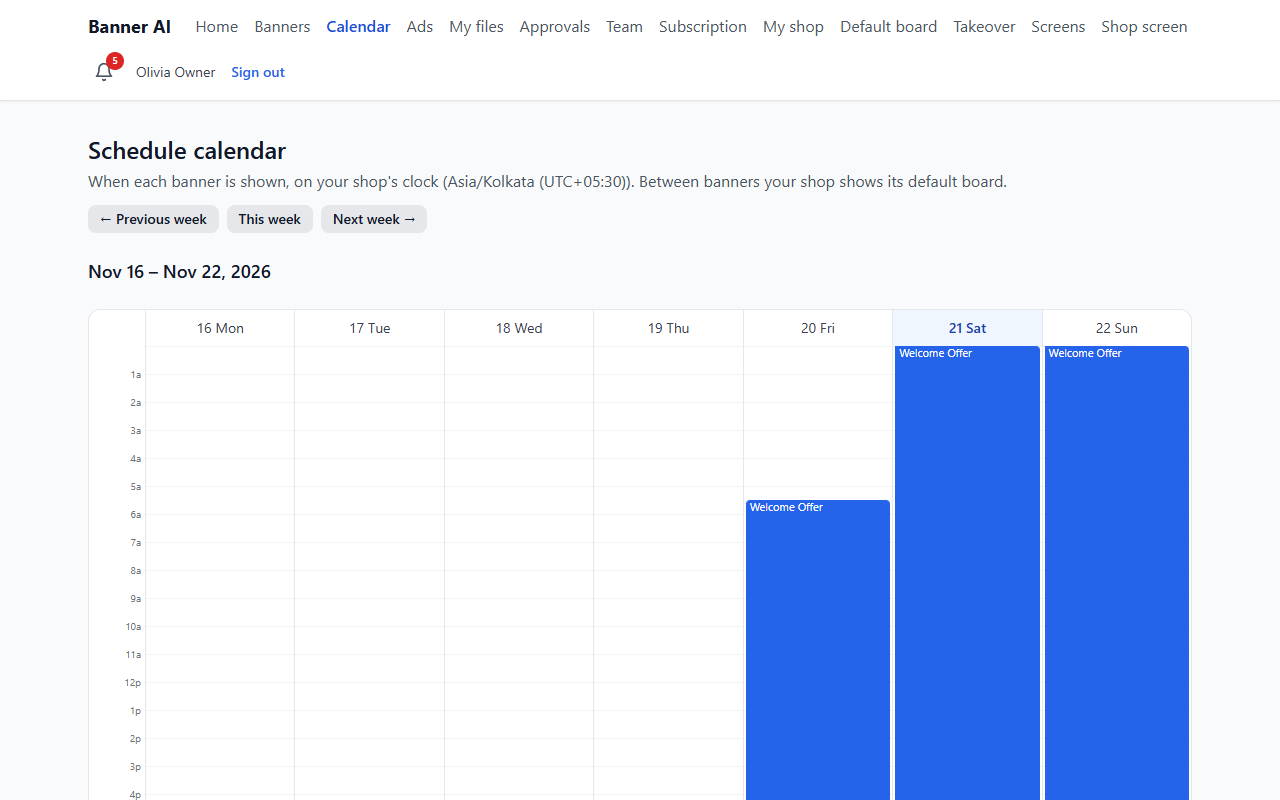 Banner AI Home Banners Calendar Ads My files Approvals Team Subscription My shop Default board Takeover Screens Shop screen
5 Olivia Owner Sign out
Schedule calendar
When each banner is shown, on your shop's clock (Asia/Kolkata (UTC+05:30)). Between banners your shop shows its default board.
← Previous week This week Next week →
Nov 16 – Nov 22, 2026
16 Mon 17 Tue 18 Wed 19 Thu 20 Fri 21 Sat 22 Sun
Welcome Offer Welcome Offer
1a
2a
3a
4a
5a
Welcome Offer
6a
7a
8a
9a
10a
11a
12p
1p
2p
3p
4p